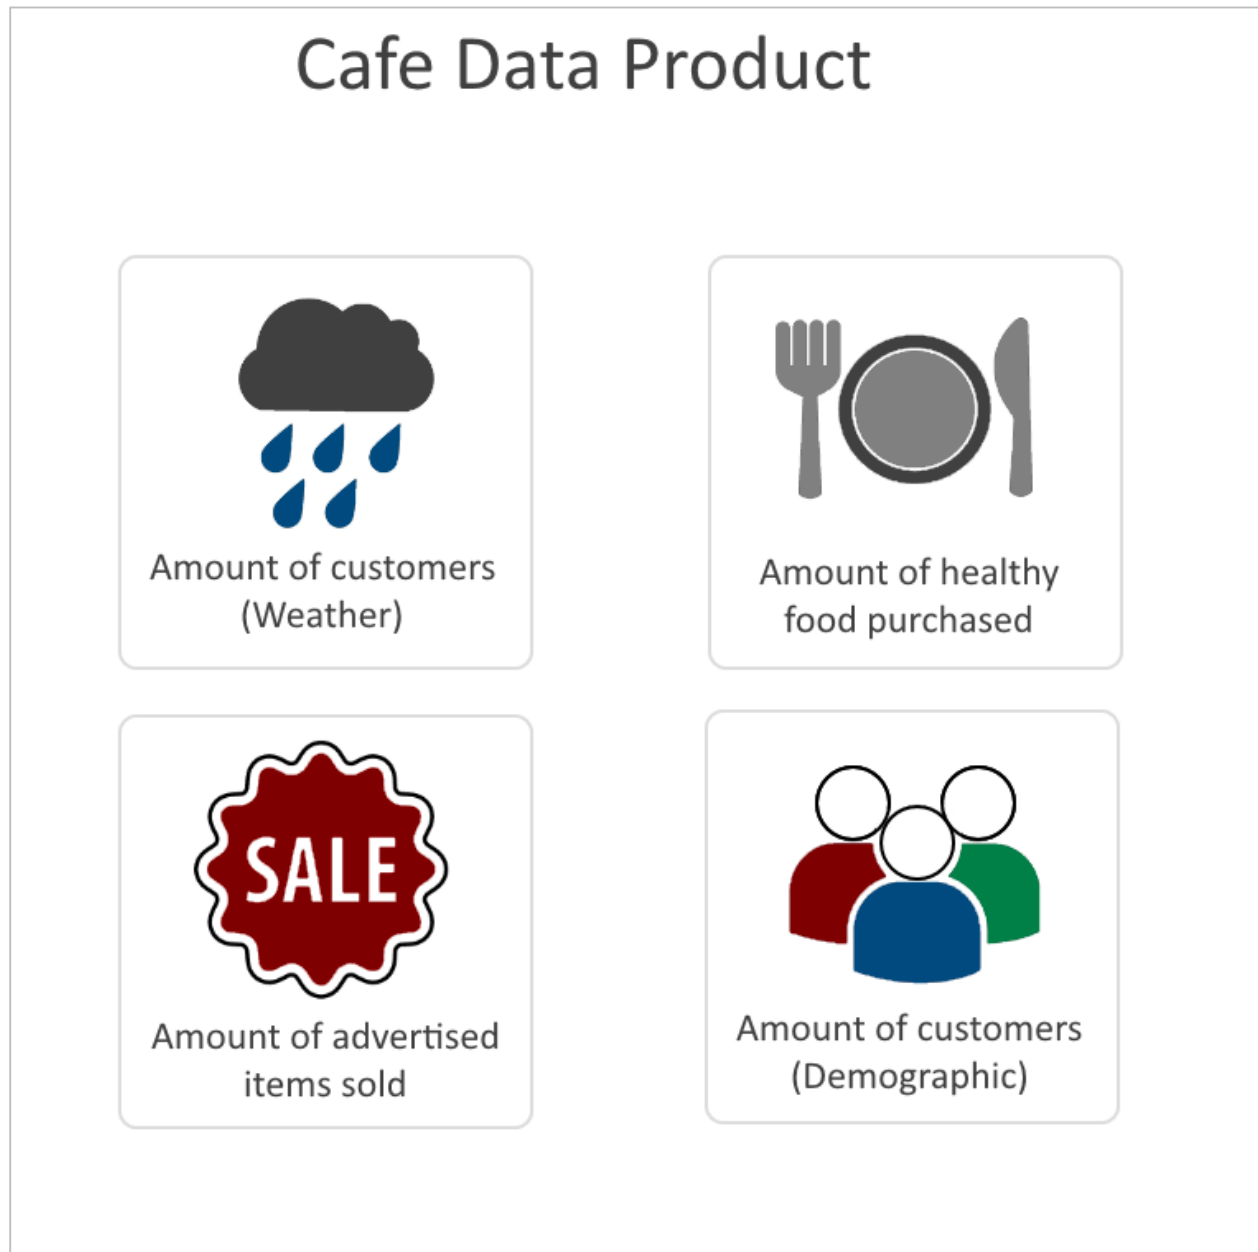 Cafe Data Product
Amount of customers
(Weather)
Amount of healthy
food purchased
SALE
Amount of advertised
items sold
Amount of customers
(Demographic)